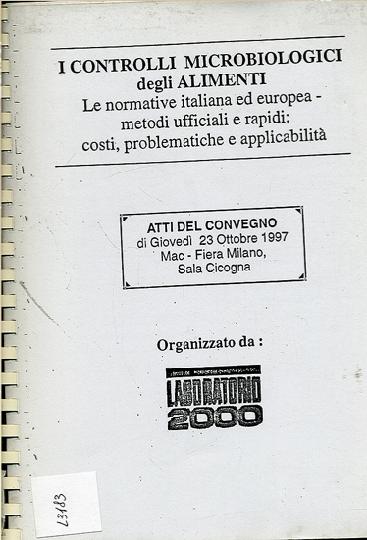 I CONTROLLI MICROBIOLOGICI
degli ALIMENTI
Le normative italiana ed europea -
metodi ufficiali e rapidi:
costi, problematiche e applicabilità
ATTI DEL CONVEGNO
di Giovedì 23 Ottobre 1997
Mac - Fiera Milano,
Sala Cicogna
Organizzato da :
LABORATORIO
2000
L3183